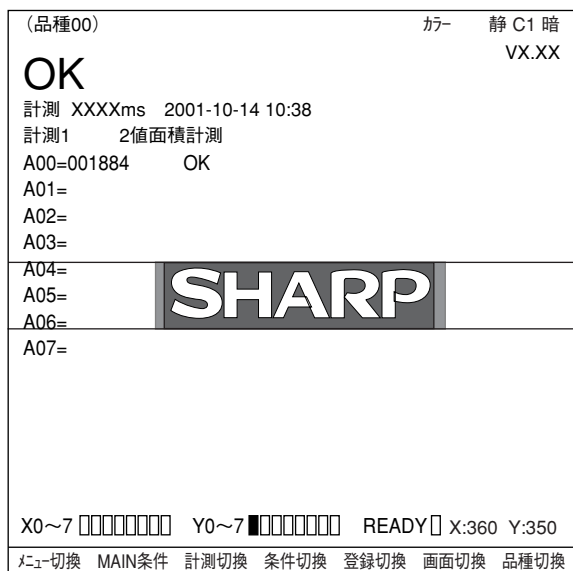 （品種00） ｶﾗｰ 静 C1 暗
VX.XX
OK
計測 XXXXms 2001-10-14 10:38
計測1 2値面積計測
A00=001884 OK
A01=
A02=
A03=
A04=
A05=
A06=
SHARP
A07=
X0～7 Y0～7 READY X:360 Y:350
ﾒﾆｭｰ切換 MAIN条件 計測切換 条件切換 登録切換 画面切換 品種切換